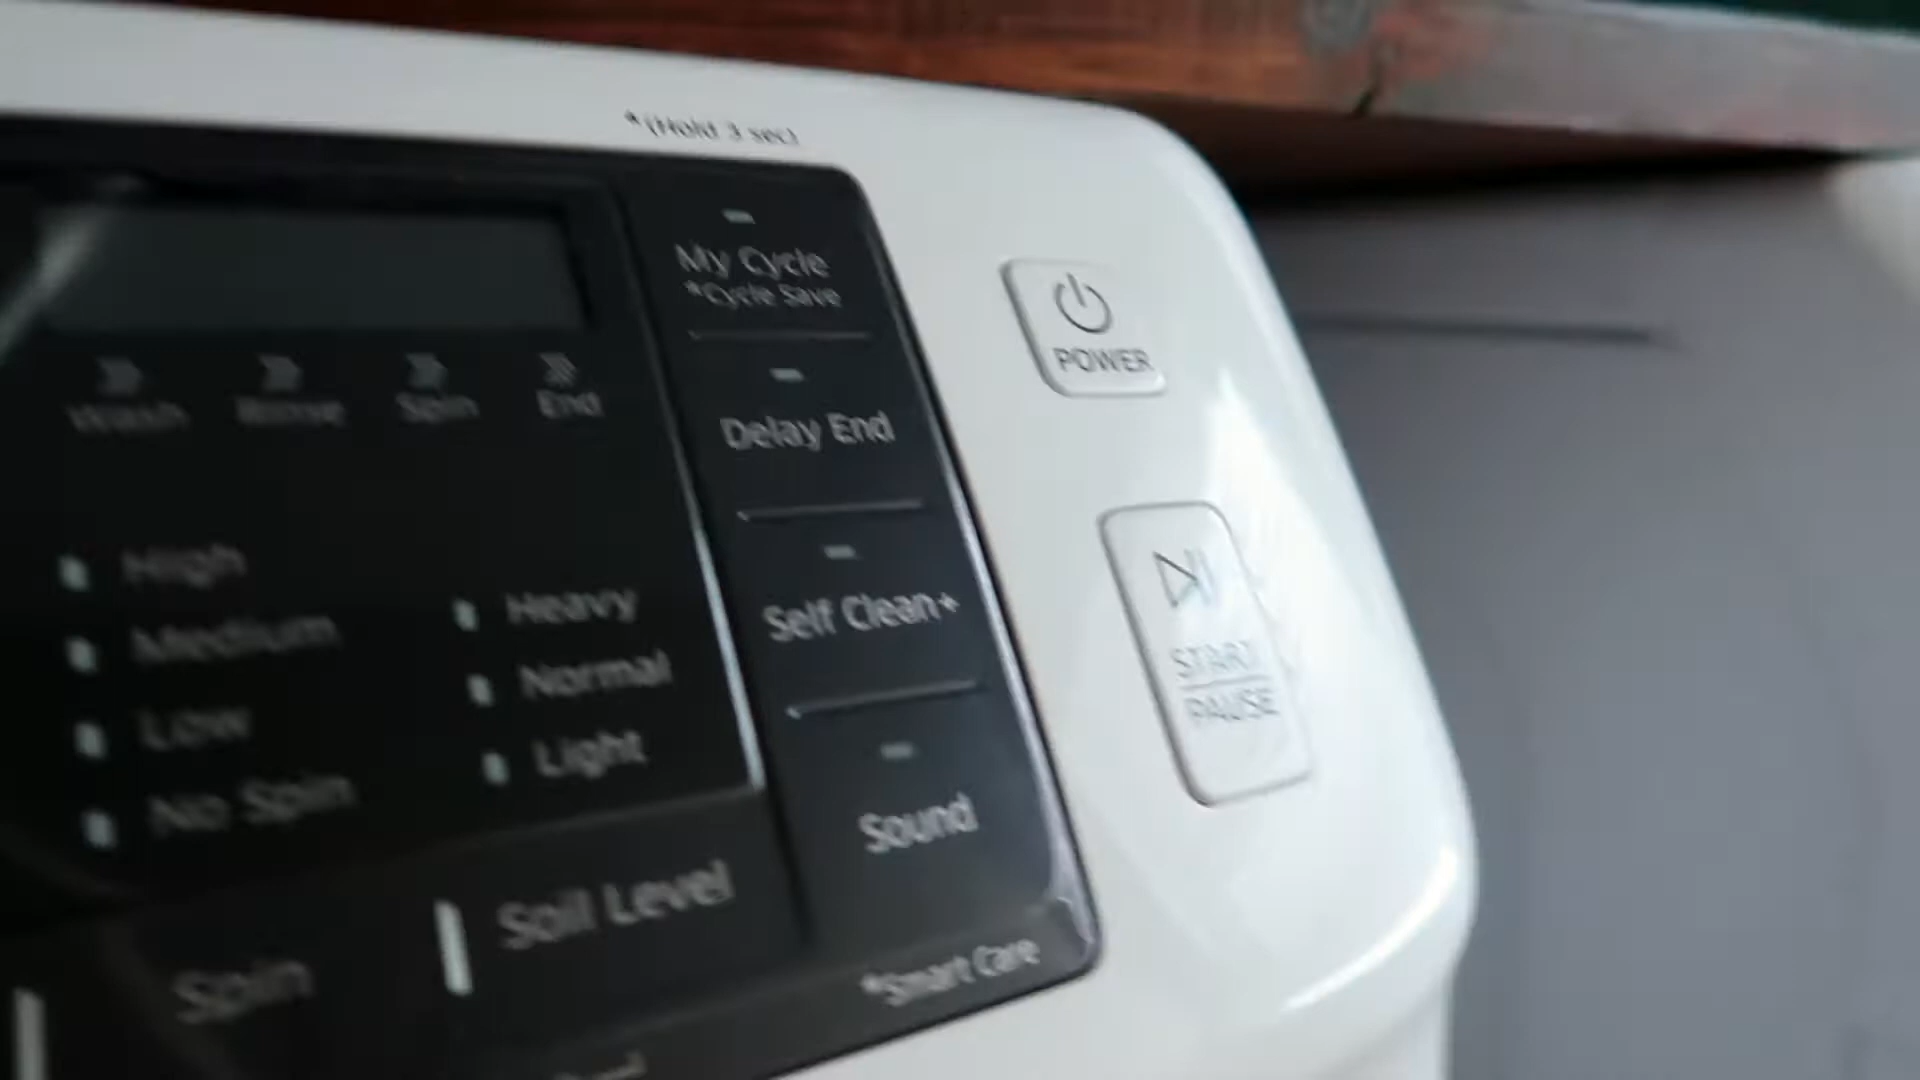 *(Hold 3 sec)
My Cycle
*Cycle Save
POWER
Wash Rinse Spin End
Delay End
High
Medium
Low
No Spin
Heavy
Normal
Light
Self Clean+
START
PAUSE
Sound
Spin
Soil Level
*Smart Care